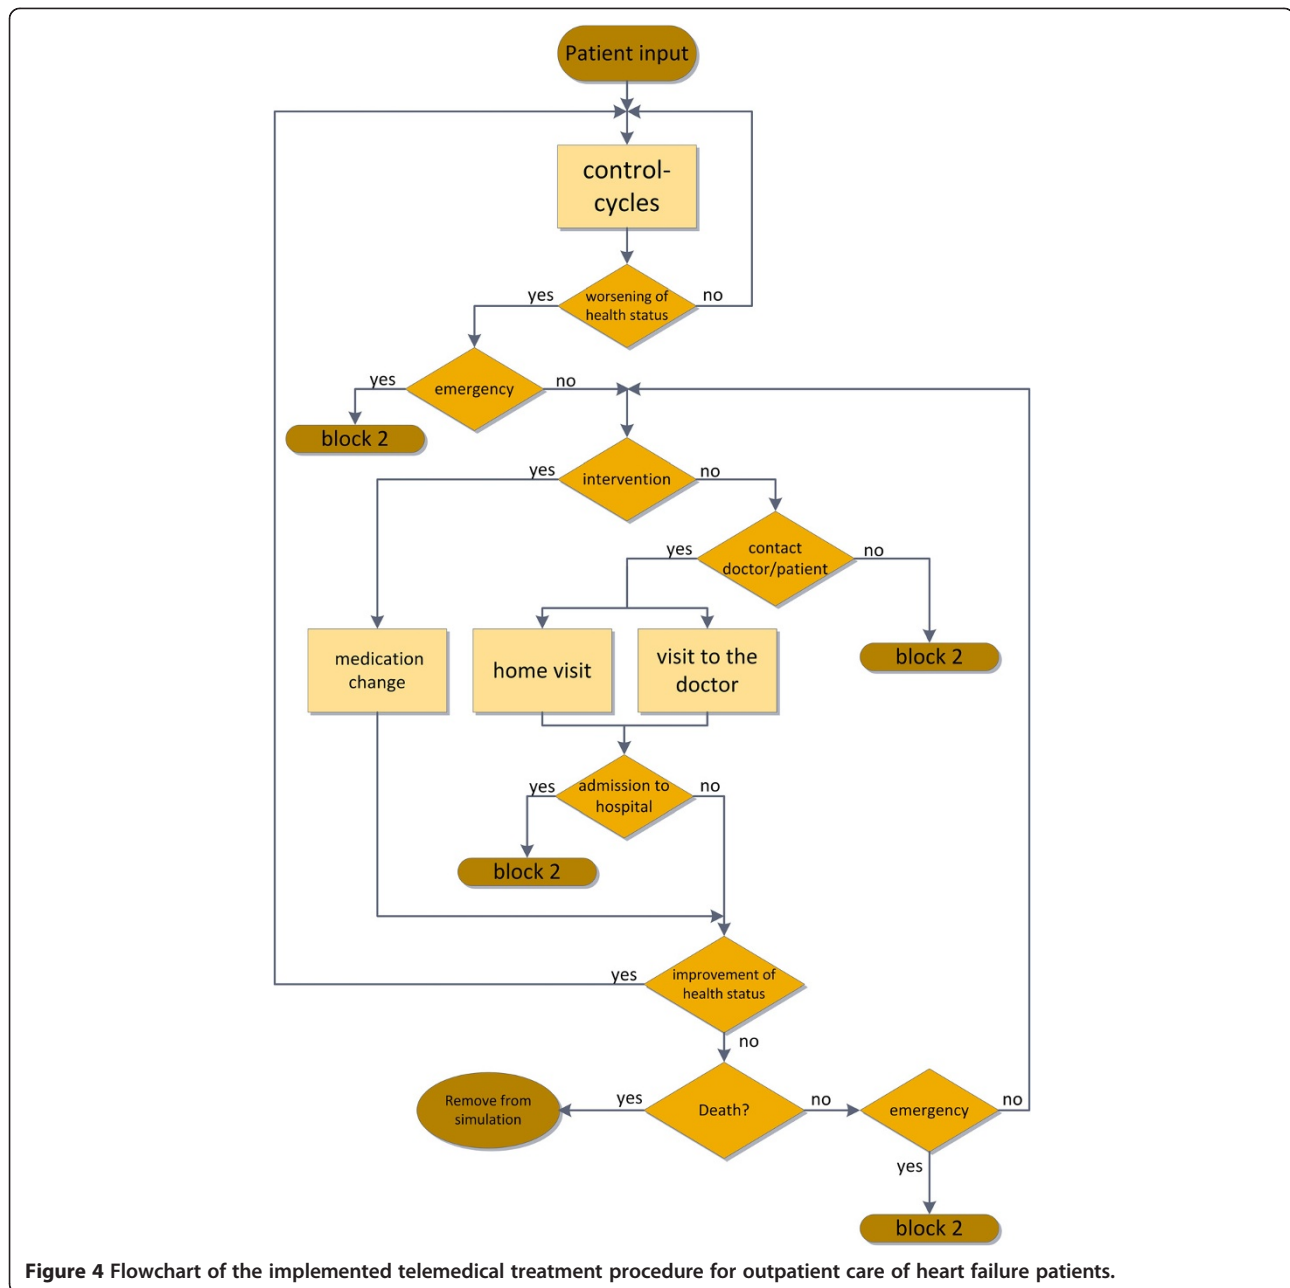 Patient input
control-
cycles
worsening of
health status
yes
no
emergency
yes
no
block 2
intervention
yes
no
contact
doctor/patient
yes
no
block 2
medication
change
home visit
visit to the
doctor
admission to
hospital
yes
no
block 2
improvement of
health status
yes
no
Death?
yes
no
Remove from
simulation
emergency
no
yes
block 2
Figure 4 Flowchart of the implemented telemedical treatment procedure for outpatient care of heart failure patients.